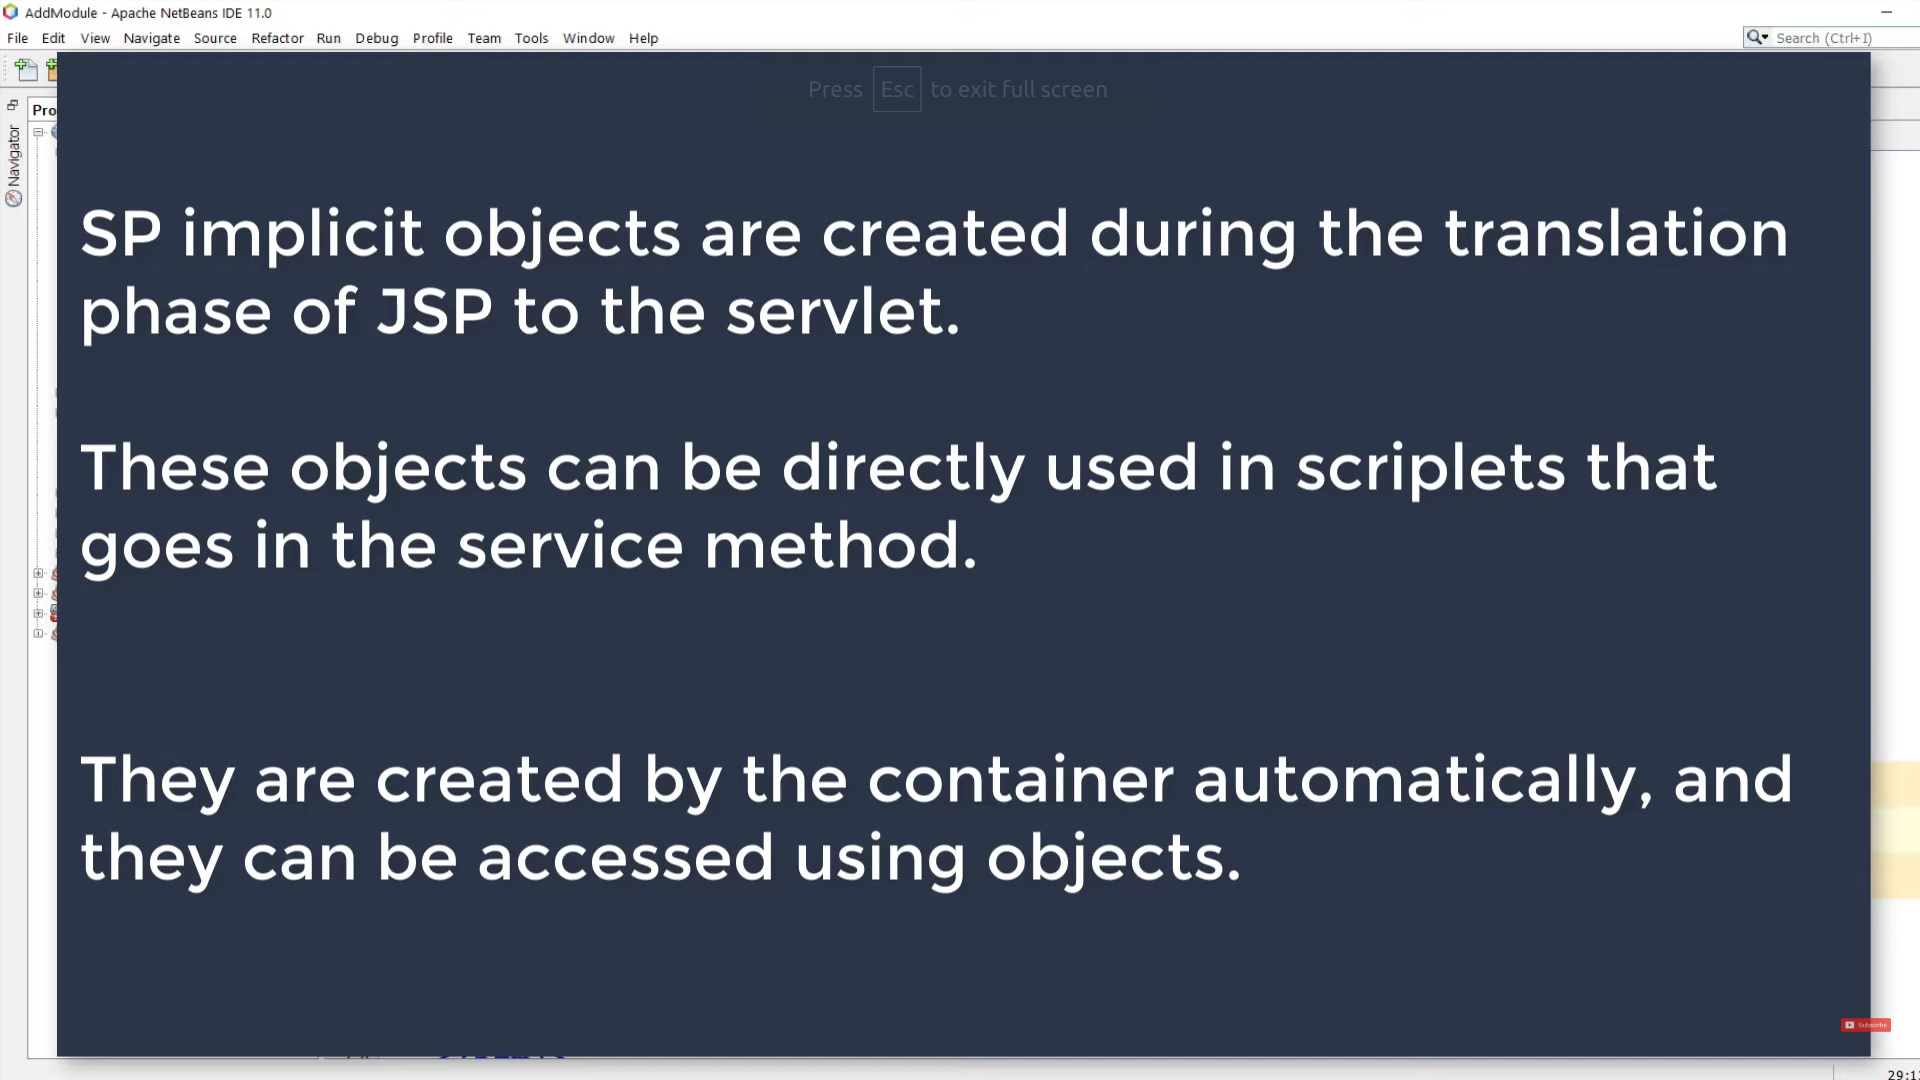 AddModule - Apache NetBeans IDE 11.0
File Edit View Navigate Source Refactor Run Debug Profile Team Tools Window Help
Search (Ctrl+I)
Press Esc to exit full screen
Pro
Navigator
SP implicit objects are created during the translation
phase of JSP to the servlet.
These objects can be directly used in scriplets that
goes in the service method.
They are created by the container automatically, and
they can be accessed using objects.
Subscribe